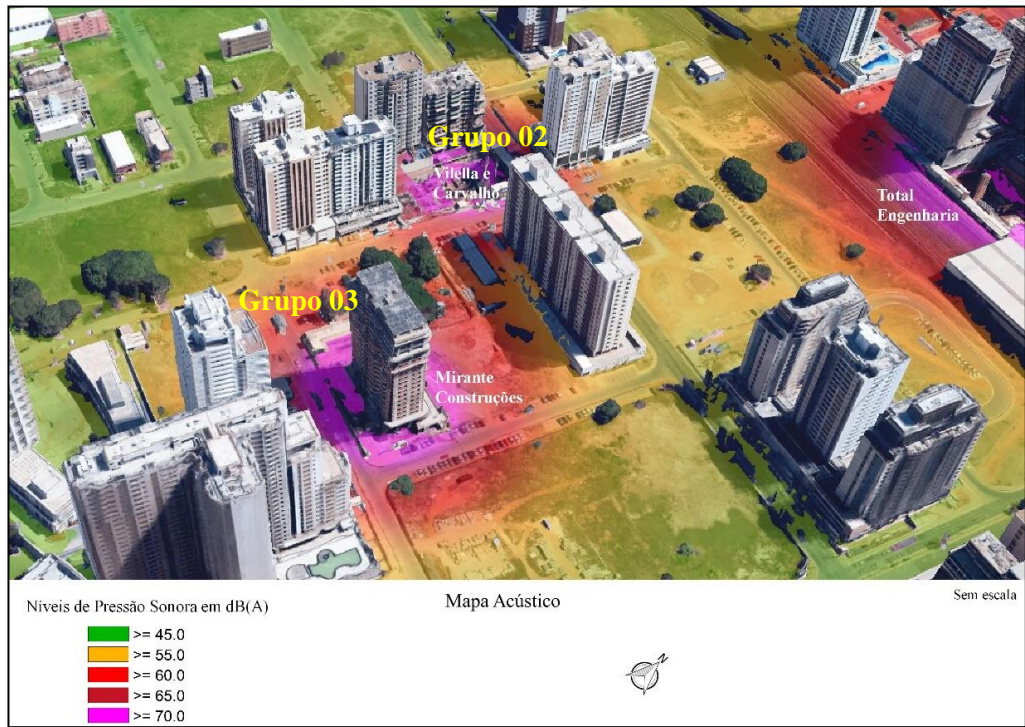 Grupo 02
Vilella e
Carvalho
Total
Engenharia
Grupo 03
Mirante
Construções
Níveis de Pressão Sonora em dB(A)
>= 45.0
>= 55.0
>= 60.0
>= 65.0
>= 70.0
Mapa Acústico
Sem escala
N